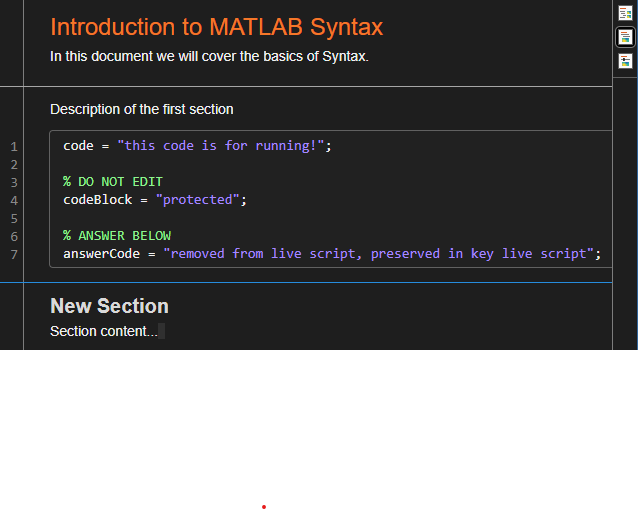 Introduction to MATLAB Syntax
In this document we will cover the basics of Syntax.
Description of the first section
1 code = "this code is for running!";
2
3 % DO NOT EDIT
4 codeBlock = "protected";
5
6 % ANSWER BELOW
7 answerCode = "removed from live script, preserved in key live script";
New Section
Section content...